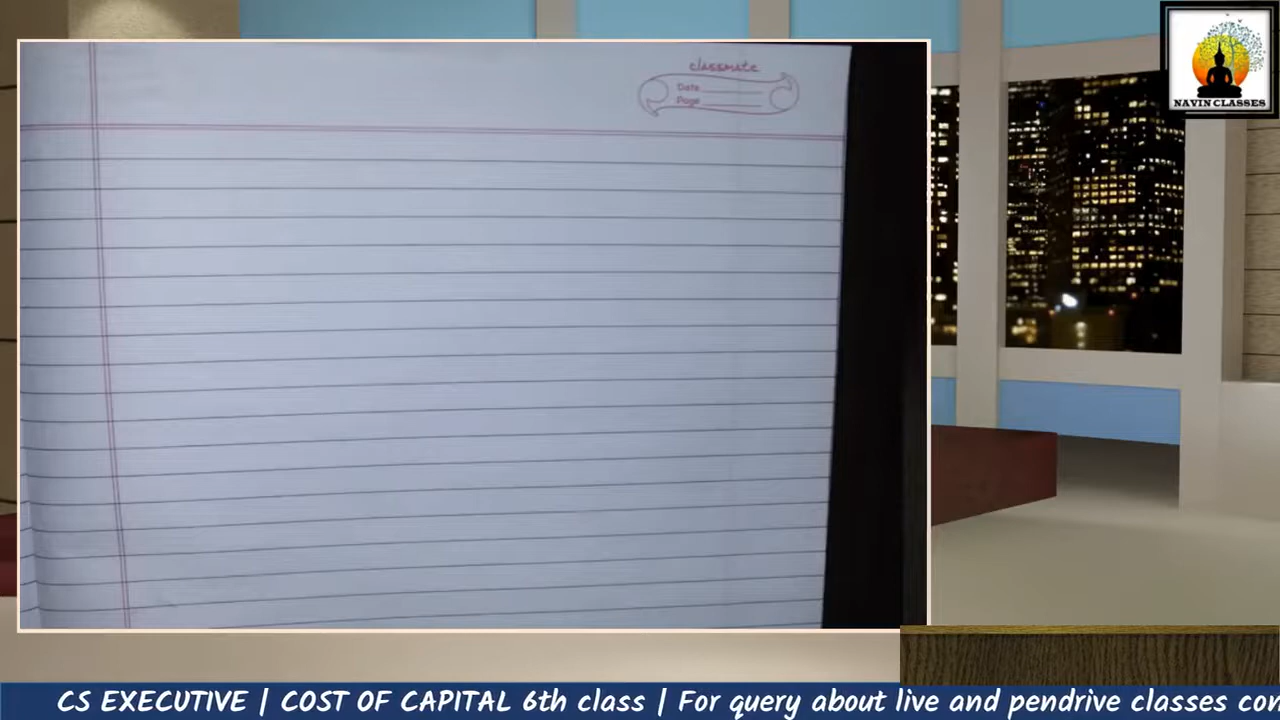 classmate
Date
Page
NAVIN CLASSES
CS EXECUTIVE | COST OF CAPITAL 6th class | For query about live and pendrive classes con